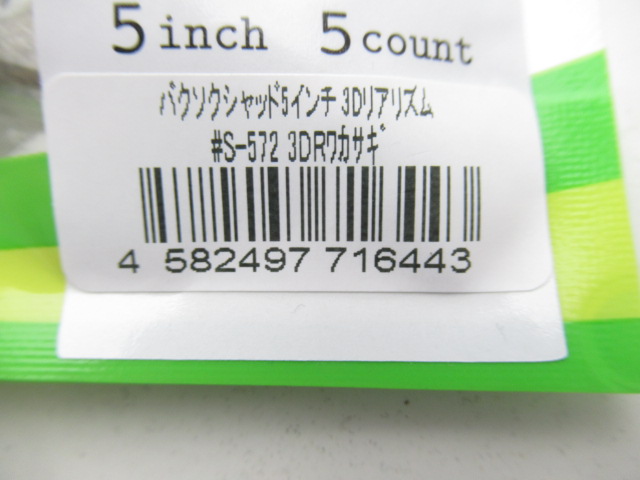 5 inch 5 count
バクソクシャッド5インチ 3Dリアリズム
#S-572 3DRワカサギ
4 582497 716443